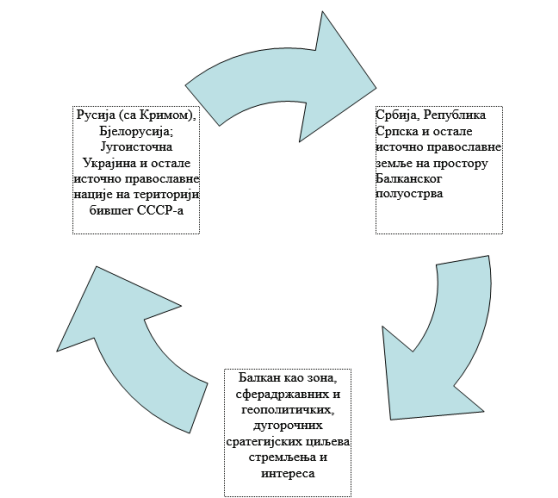 Русија (са Кримом),
Бјелорусија;
Југоисточна
Украјина и остале
источно православне
нације на територији
бившег СССР-а
Србија, Република
Српска и остале
источно православне
земље на простору
Балканског
полуострва
Балкан као зона,
сферадржавних и
геополитичких,
дугорочних
сратегијских циљева
стремљења и
интереса